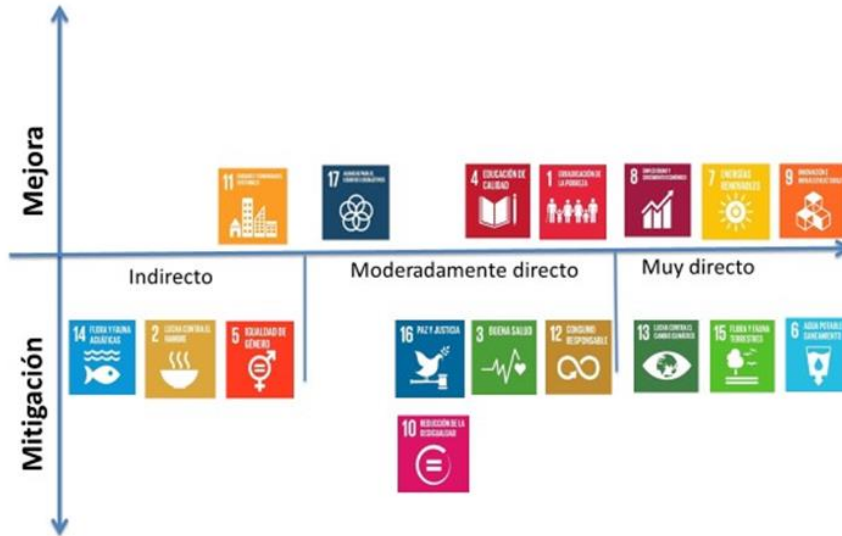 Mejora
11 CIUDADES Y COMUNIDADES
SOSTENIBLES
17 ALIANZAS PARA
4 EDUCACIÓN DE
CALIDAD
1 ERRADICACIÓN DE
LA POBREZA
8 EMPLEO DIGNO Y
CRECIMIENTO ECONÓMICO
7 ENERGÍAS
RENOVABLES
9 INNOVACIÓN E
INFRAESTRUCTURAS
Indirecto
Moderadamente directo
Muy directo
Mitigación
14 FLORA Y FAUNA
ACUÁTICAS
2 LUCHA CONTRA EL
HAMBRE
5 IGUALDAD DE
GÉNERO
16 PAZ Y JUSTICIA
3 BUENA SALUD
12 CONSUMO
RESPONSABLE
13 LUCHA CONTRA EL
CAMBIO CLIMÁTICO
15 FLORA Y FAUNA
TERRESTRES
6 AGUA POTABLE
SANEAMIENTO
10 REDUCCIÓN DE LA
DESIGUALDAD